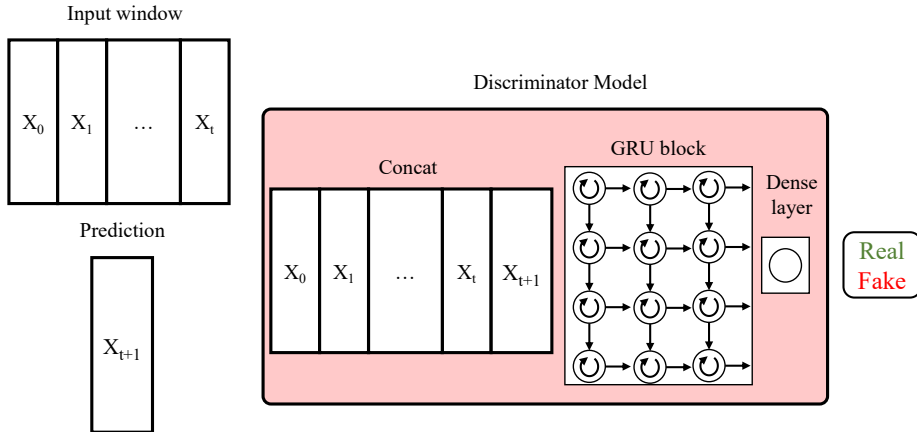 Input window
X0 X1 … Xt
Prediction
Xt+1
Discriminator Model
Concat
X0 X1 … Xt Xt+1
GRU block
Dense
layer
Real
Fake